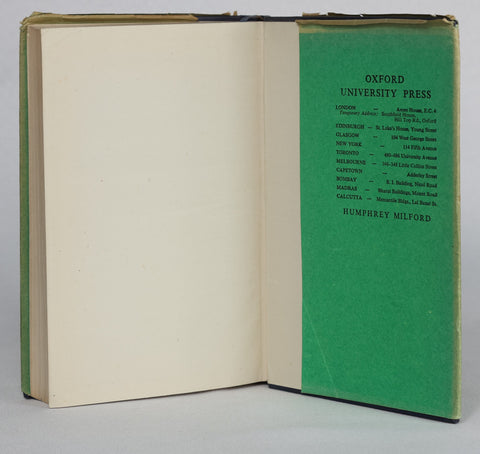 OXFORD
UNIVERSITY PRESS
LONDON — Amen House, E.C. 4
Temporary Address: Southfield House,
Hill Top Rd., Oxford
EDINBURGH — St. Luke's House, Young Street
GLASGOW — 104 West George Street
NEW YORK — 114 Fifth Avenue
TORONTO — 480-486 University Avenue
MELBOURNE — Little Collins Street
CAPETOWN — Adderley Street
BOMBAY — B. I. Building, Nicol Road
MADRAS — Bharat Buildings, Mount Road
CALCUTTA — Mercantile Bldgs., Lal Bazar St.
HUMPHREY MILFORD